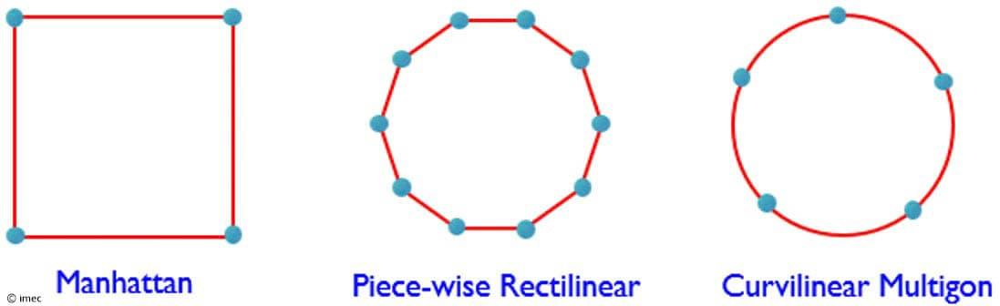 Manhattan
Piece-wise Rectilinear
Curvilinear Multigon
© imec